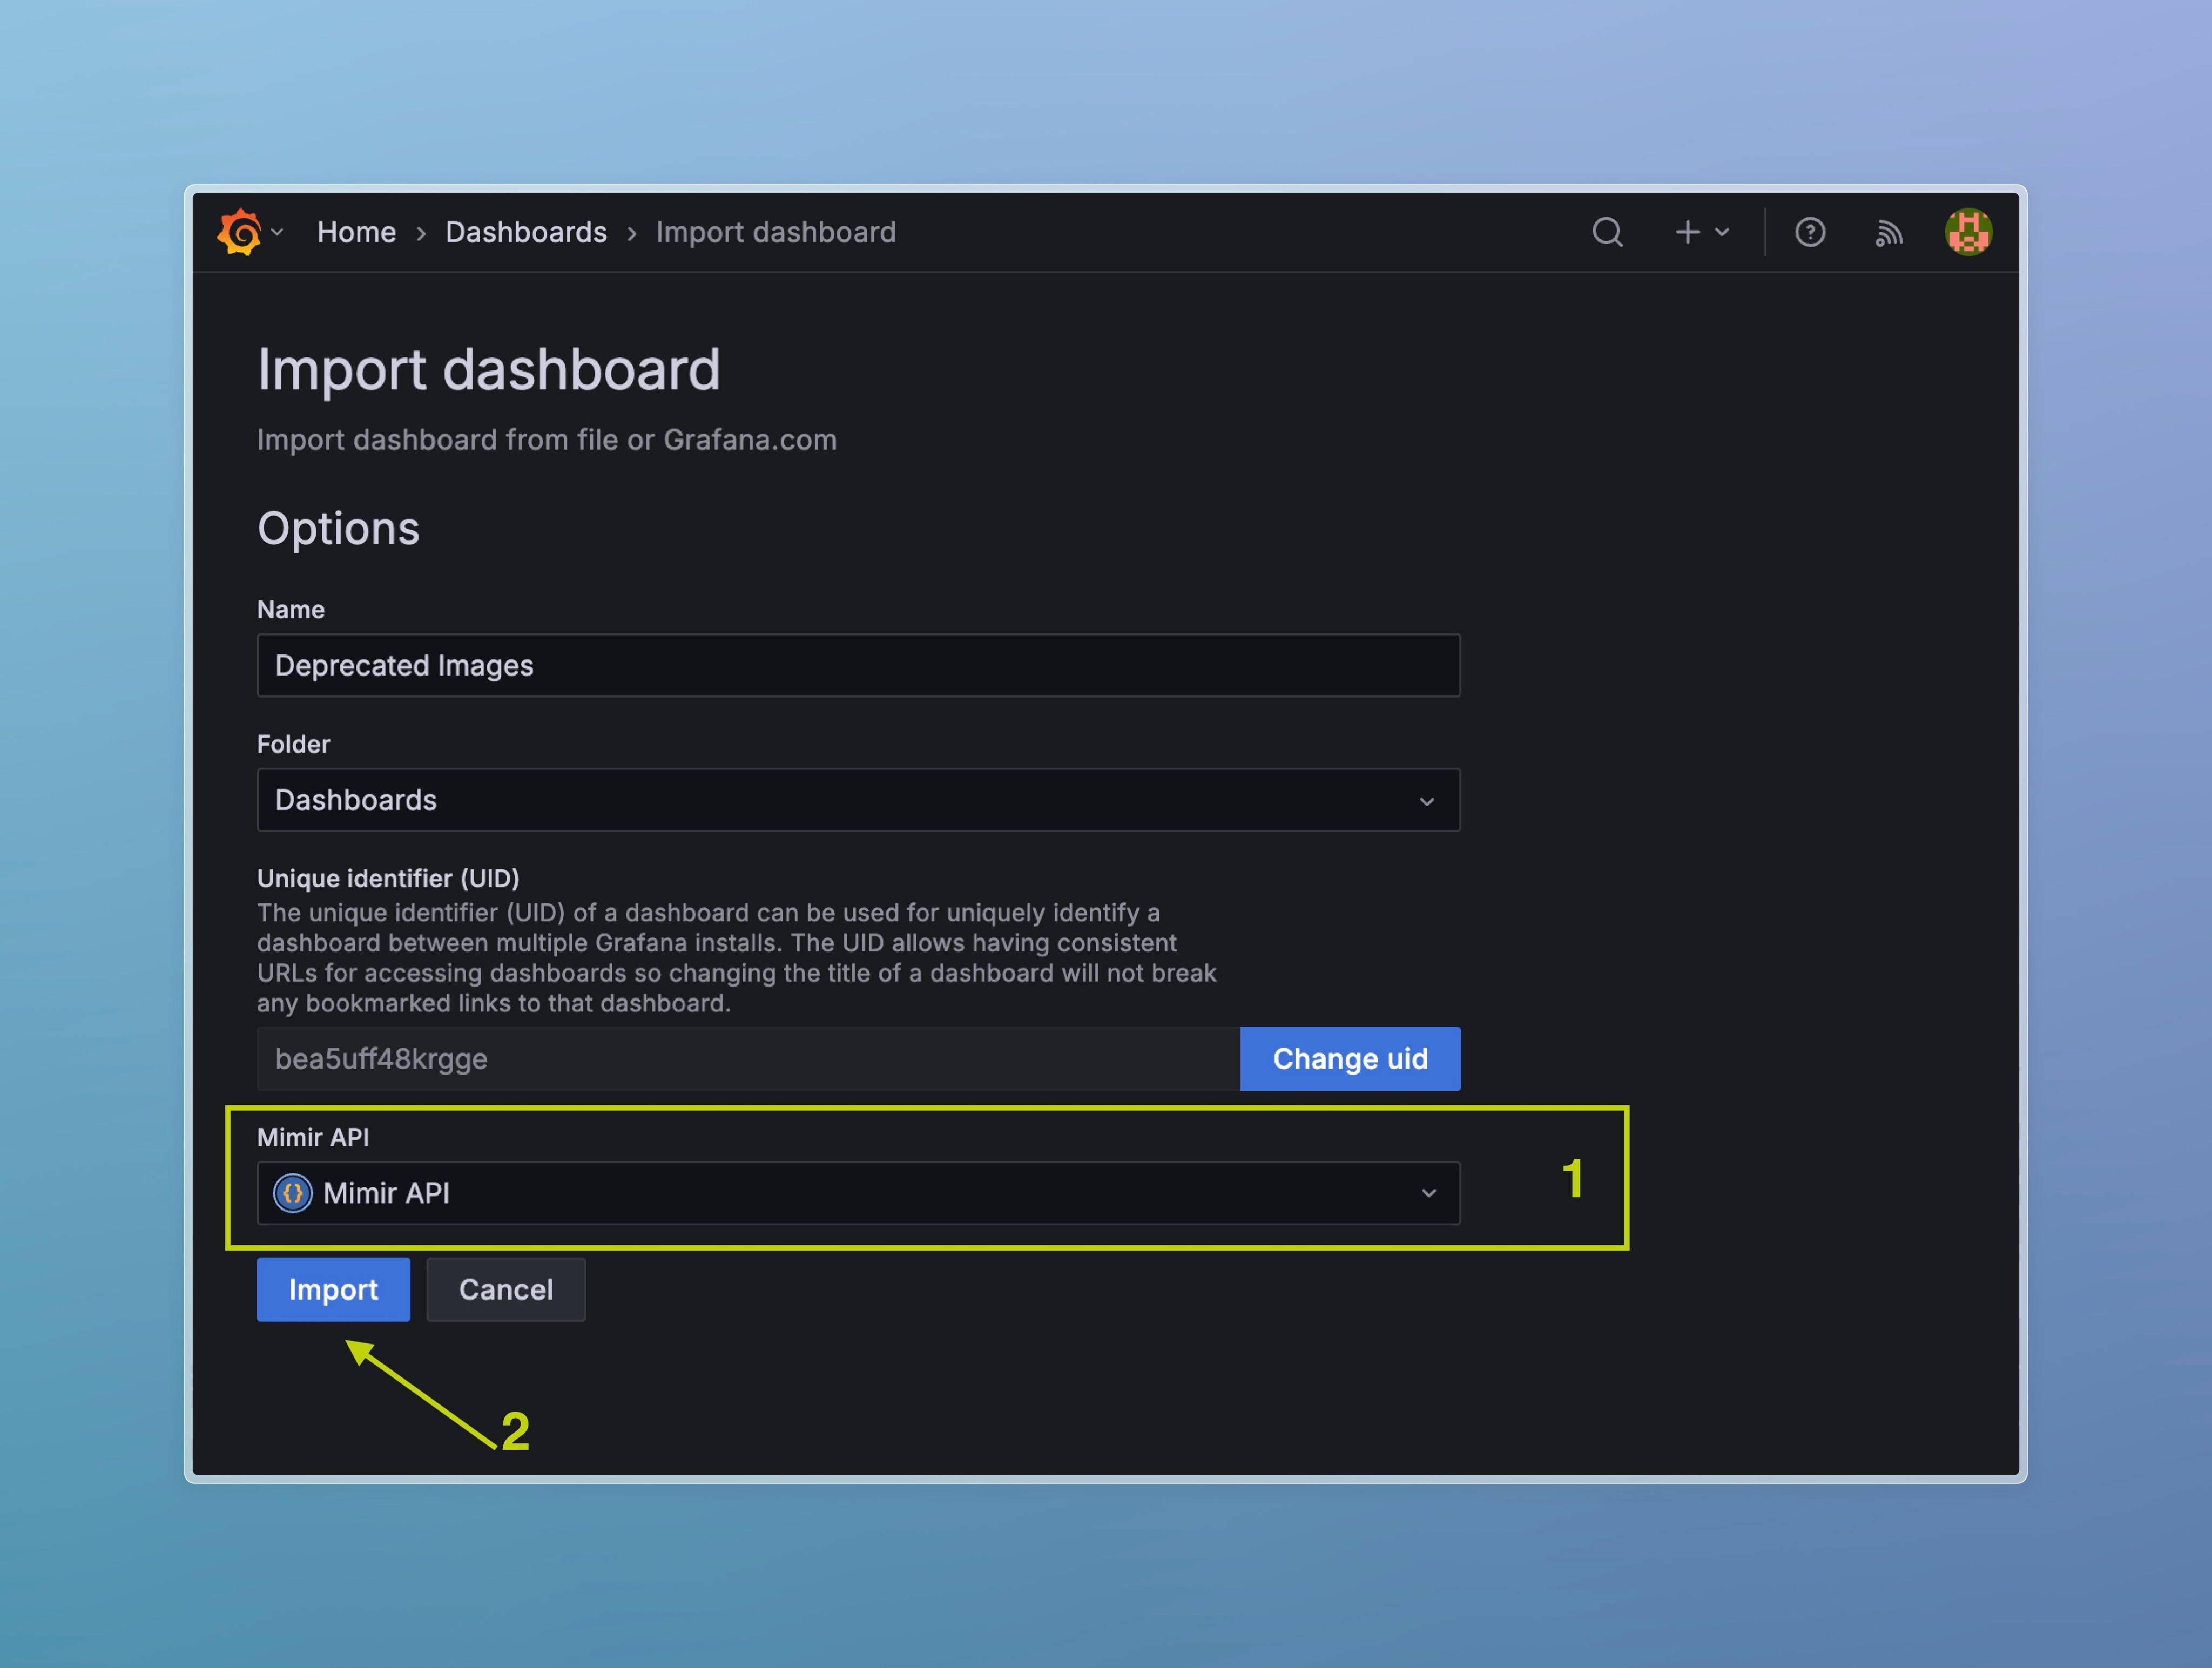 Home › Dashboards › Import dashboard
Import dashboard
Import dashboard from file or Grafana.com
Options
Name
Deprecated Images
Folder
Dashboards
Unique identifier (UID)
The unique identifier (UID) of a dashboard can be used for uniquely identify a
dashboard between multiple Grafana installs. The UID allows having consistent
URLs for accessing dashboards so changing the title of a dashboard will not break
any bookmarked links to that dashboard.
bea5uff48krgge Change uid
Mimir API
{} Mimir API
1
Import Cancel
2